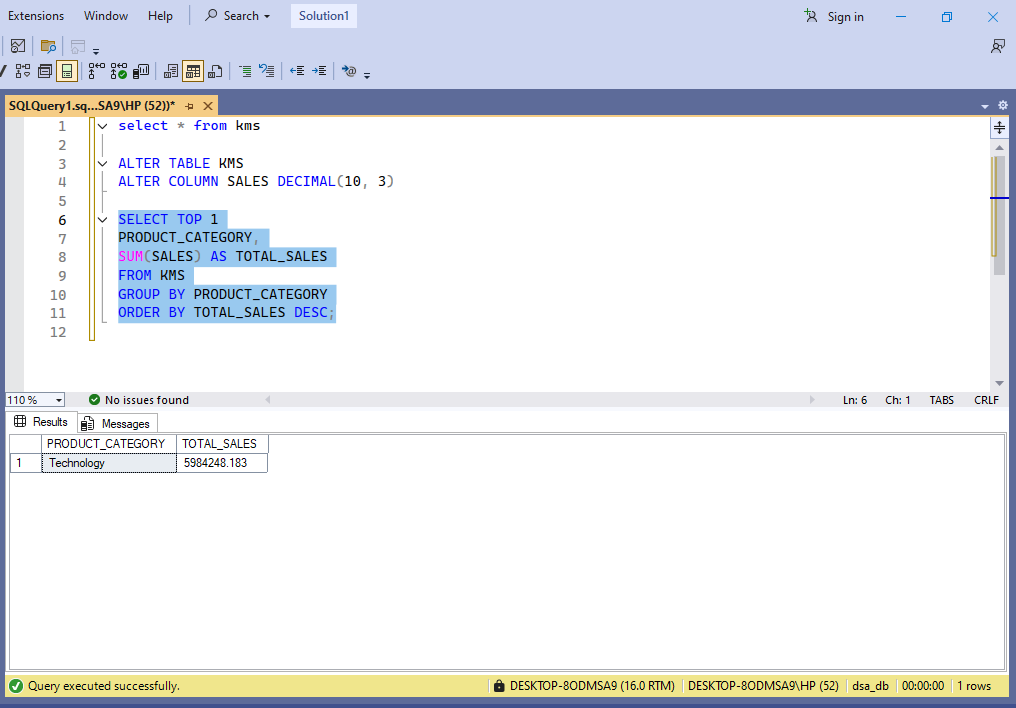 Extensions Window Help Search Solution1 Sign in
SQLQuery1.sq...SA9\HP (52))*
1 select * from kms
2
3 ALTER TABLE KMS
4 ALTER COLUMN SALES DECIMAL(10, 3)
5
6 SELECT TOP 1
7 PRODUCT_CATEGORY,
8 SUM(SALES) AS TOTAL_SALES
9 FROM KMS
10 GROUP BY PRODUCT_CATEGORY
11 ORDER BY TOTAL_SALES DESC;
12
110 % No issues found Ln: 6 Ch: 1 TABS CRLF
Results Messages
PRODUCT_CATEGORY TOTAL_SALES
1 Technology 5984248.183
Query executed successfully. DESKTOP-8ODMSA9 (16.0 RTM) DESKTOP-8ODMSA9\HP (52) dsa_db 00:00:00 1 rows